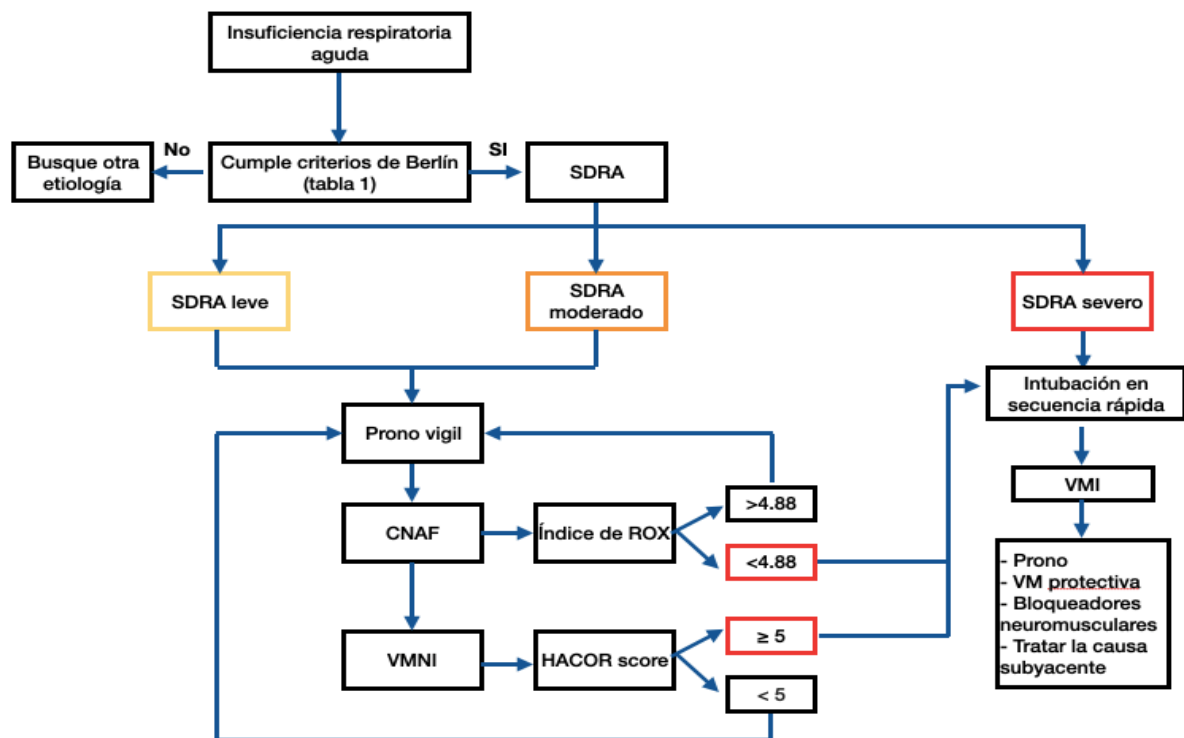 Insuficiencia respiratoria
aguda
No
SI
Busque otra
etiología
Cumple criterios de Berlín
(tabla 1)
SDRA
SDRA leve
SDRA
moderado
SDRA severo
Intubación en
secuencia rápida
Prono vigil
VMI
>4.88
CNAF
Índice de ROX
<4.88
- Prono
- VM protectiva
- Bloqueadores
neuromusculares
- Tratar la causa
subyacente
≥ 5
VMNI
HACOR score
< 5